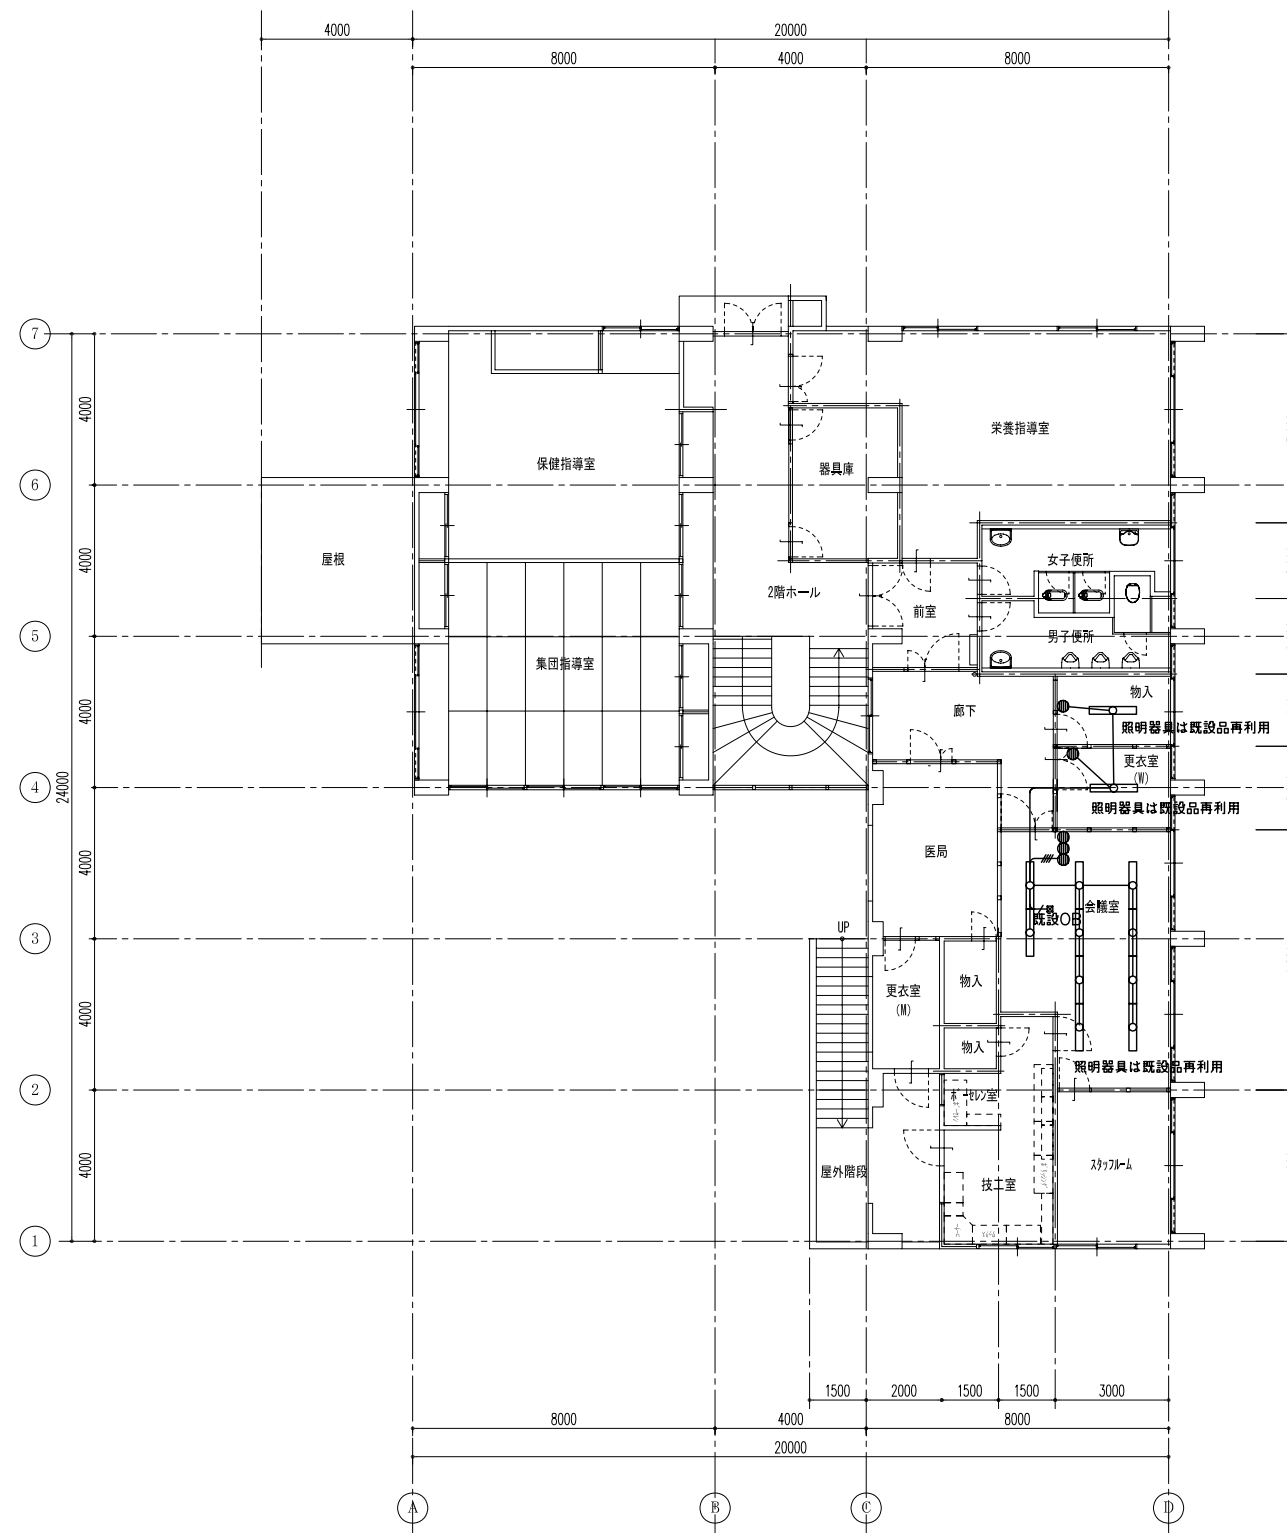 4000
20000
8000
4000
8000
7
4000
栄養指導室
保健指導室
器具庫
6
女子便所
屋根
4000
2階ホール
前室
5
男子便所
集団指導室
物入
廊下
4000
照明器具は既設品再利用
更衣室
(W)
4
24000
照明器具は既設品再利用
医局
4000
会議室
既設OB
UP
3
物入
更衣室
(M)
4000
物入
照明器具は既設品再利用
2
ポーセレン室
4000
スタッフルーム
屋外階段
技工室
1
1500
2000
1500
1500
3000
8000
4000
8000
20000
A
B
C
D